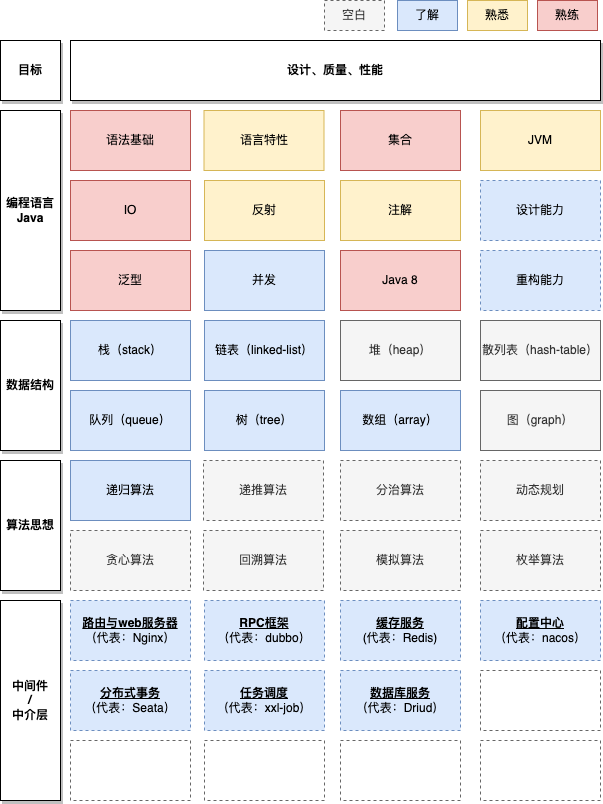 空白
了解
熟悉
熟练
目标
设计、质量、性能
编程语言
Java
语法基础
语言特性
集合
JVM
IO
反射
注解
设计能力
泛型
并发
Java 8
重构能力
数据结构
栈（stack）
链表（linked-list）
堆（heap）
散列表（hash-table）
队列（queue）
树（tree）
数组（array）
图（graph）
算法思想
递归算法
递推算法
分治算法
动态规划
贪心算法
回溯算法
模拟算法
枚举算法
中间件
/
中介层
路由与web服务器
（代表：Nginx）
RPC框架
（代表：dubbo）
缓存服务
(代表：Redis)
配置中心
（代表：nacos）
分布式事务
（代表：Seata）
任务调度
（代表：xxl-job）
数据库服务
（代表：Driud）